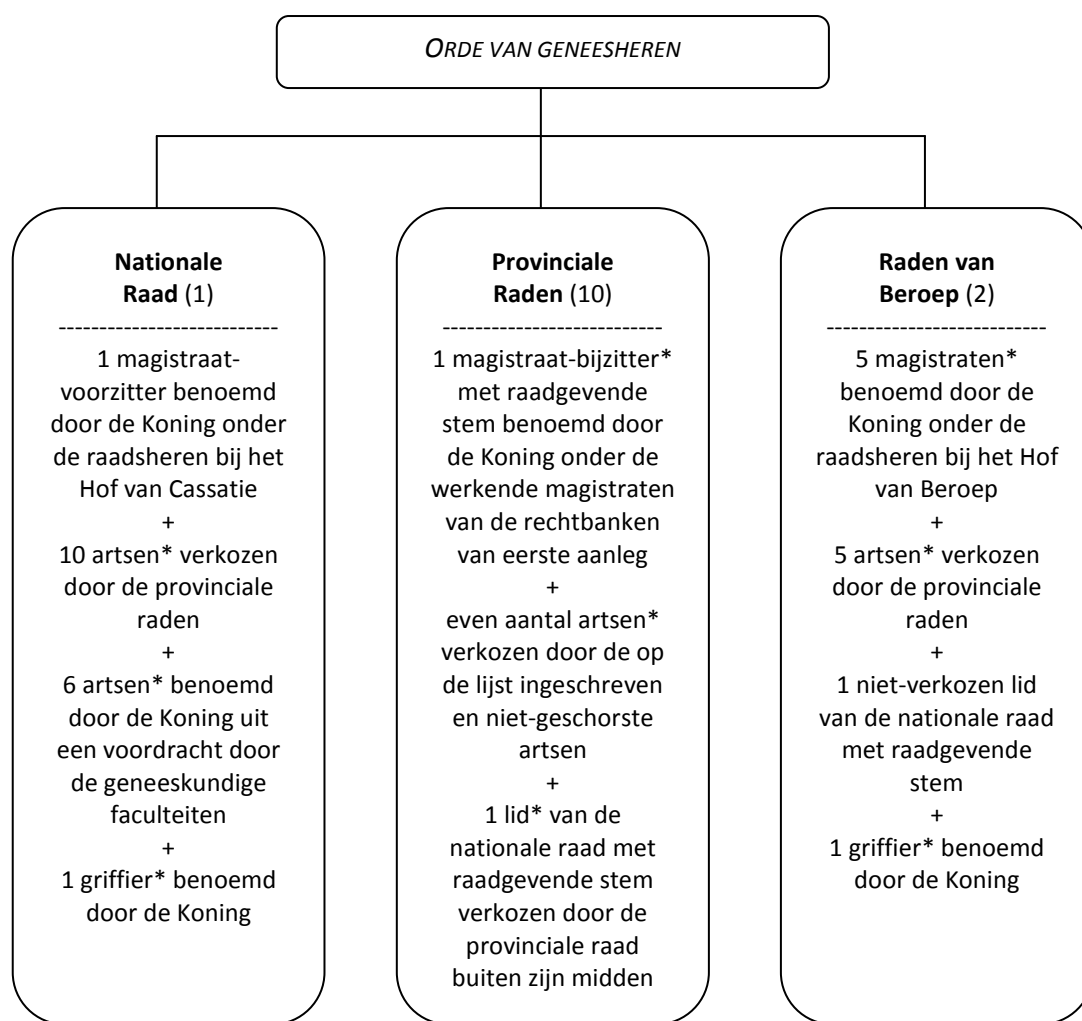 ORDE VAN GENEESHEREN
Nationale
Raad (1)
---------------------------
1 magistraat-
voorzitter benoemd
door de Koning onder
de raadsheren bij het
Hof van Cassatie
+
10 artsen* verkozen
door de provinciale
raden
+
6 artsen* benoemd
door de Koning uit
een voordracht door
de geneeskundige
faculteiten
+
1 griffier* benoemd
door de Koning
Provinciale
Raden (10)
---------------------------
1 magistraat-bijzitter*
met raadgevende
stem benoemd door
de Koning onder de
werkende magistraten
van de rechtbanken
van eerste aanleg
+
even aantal artsen*
verkozen door de op
de lijst ingeschreven
en niet-geschorste
artsen
+
1 lid* van de
nationale raad met
raadgevende stem
verkozen door de
provinciale raad
buiten zijn midden
Raden van
Beroep (2)
---------------------------
5 magistraten*
benoemd door de
Koning onder de
raadsheren bij het Hof
van Beroep
+
5 artsen* verkozen
door de provinciale
raden
+
1 niet-verkozen lid
van de nationale raad
met raadgevende
stem
+
1 griffier* benoemd
door de Koning